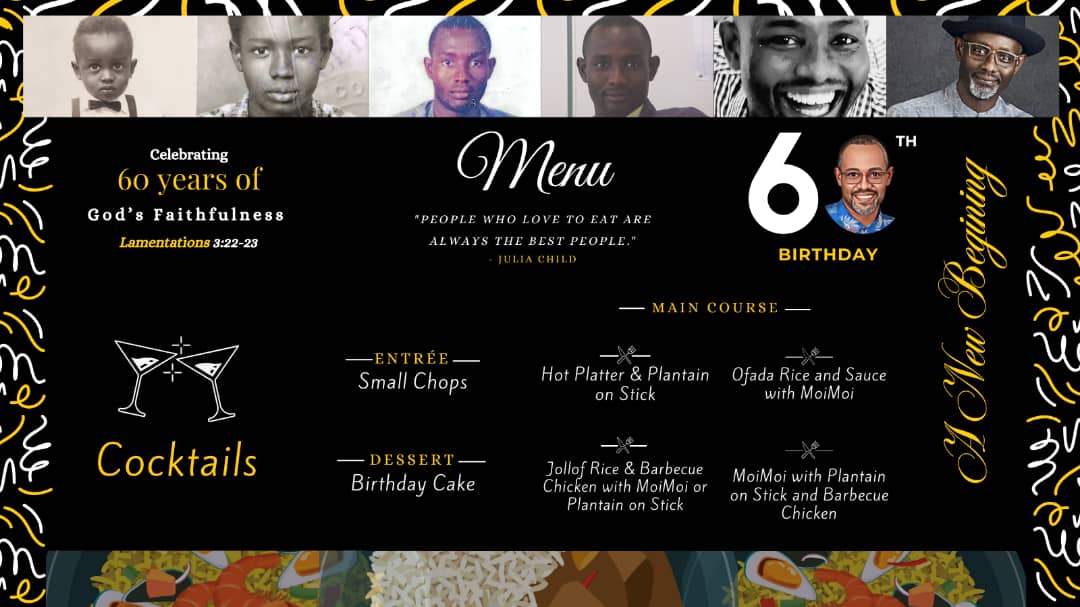 Celebrating
60 years of
God's Faithfulness
Lamentations 3:22-23
Menu
"PEOPLE WHO LOVE TO EAT ARE
ALWAYS THE BEST PEOPLE."
- JULIA CHILD
60TH
BIRTHDAY
A New Begining
Cocktails
ENTRÉE
Small Chops
DESSERT
Birthday Cake
MAIN COURSE
Hot Platter & Plantain
on Stick
Ofada Rice and Sauce
with MoiMoi
Jollof Rice & Barbecue
Chicken with MoiMoi or
Plantain on Stick
MoiMoi with Plantain
on Stick and Barbecue
Chicken